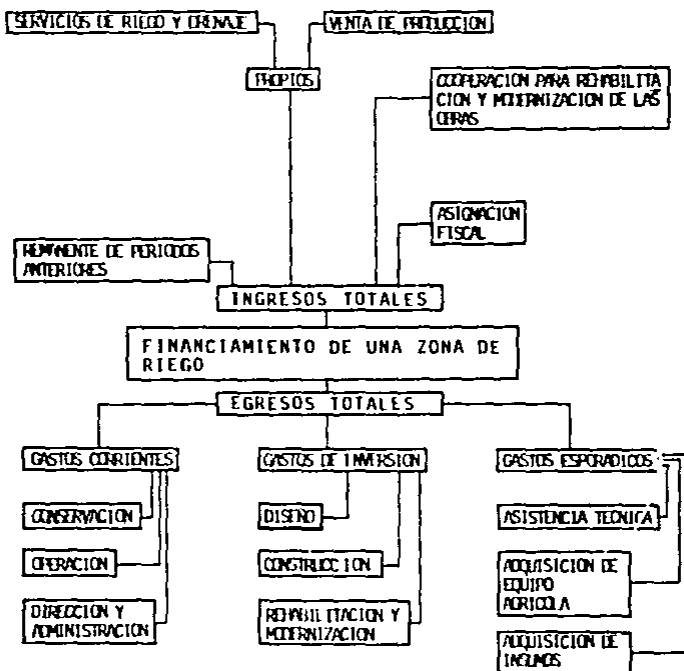 SERVICIOS DE RIEGO Y DRENAJE
VENTA DE PRODUCCION
PROPIOS
COOPERACION PARA REHABILITA
CION Y MODERNIZACION DE LAS
OBRAS
ASIGNACION
FISCAL
REMANENTE DE PERIODOS
ANTERIORES
INGRESOS TOTALES
FINANCIAMIENTO DE UNA ZONA DE
RIEGO
EGRESOS TOTALES
GASTOS CORRIENTES
GASTOS DE INVERSION
GASTOS ESPORADICOS
CONSERVACION
DISEÑO
ASISTENCIA TECNICA
OPERACION
CONSTRUCCION
ADQUISICION DE
EQUIPO
AGRICOLA
DIRECCION Y
ADMINISTRACION
REHABILITACION Y
MODERNIZACION
ADQUISICION DE
INSUMOS